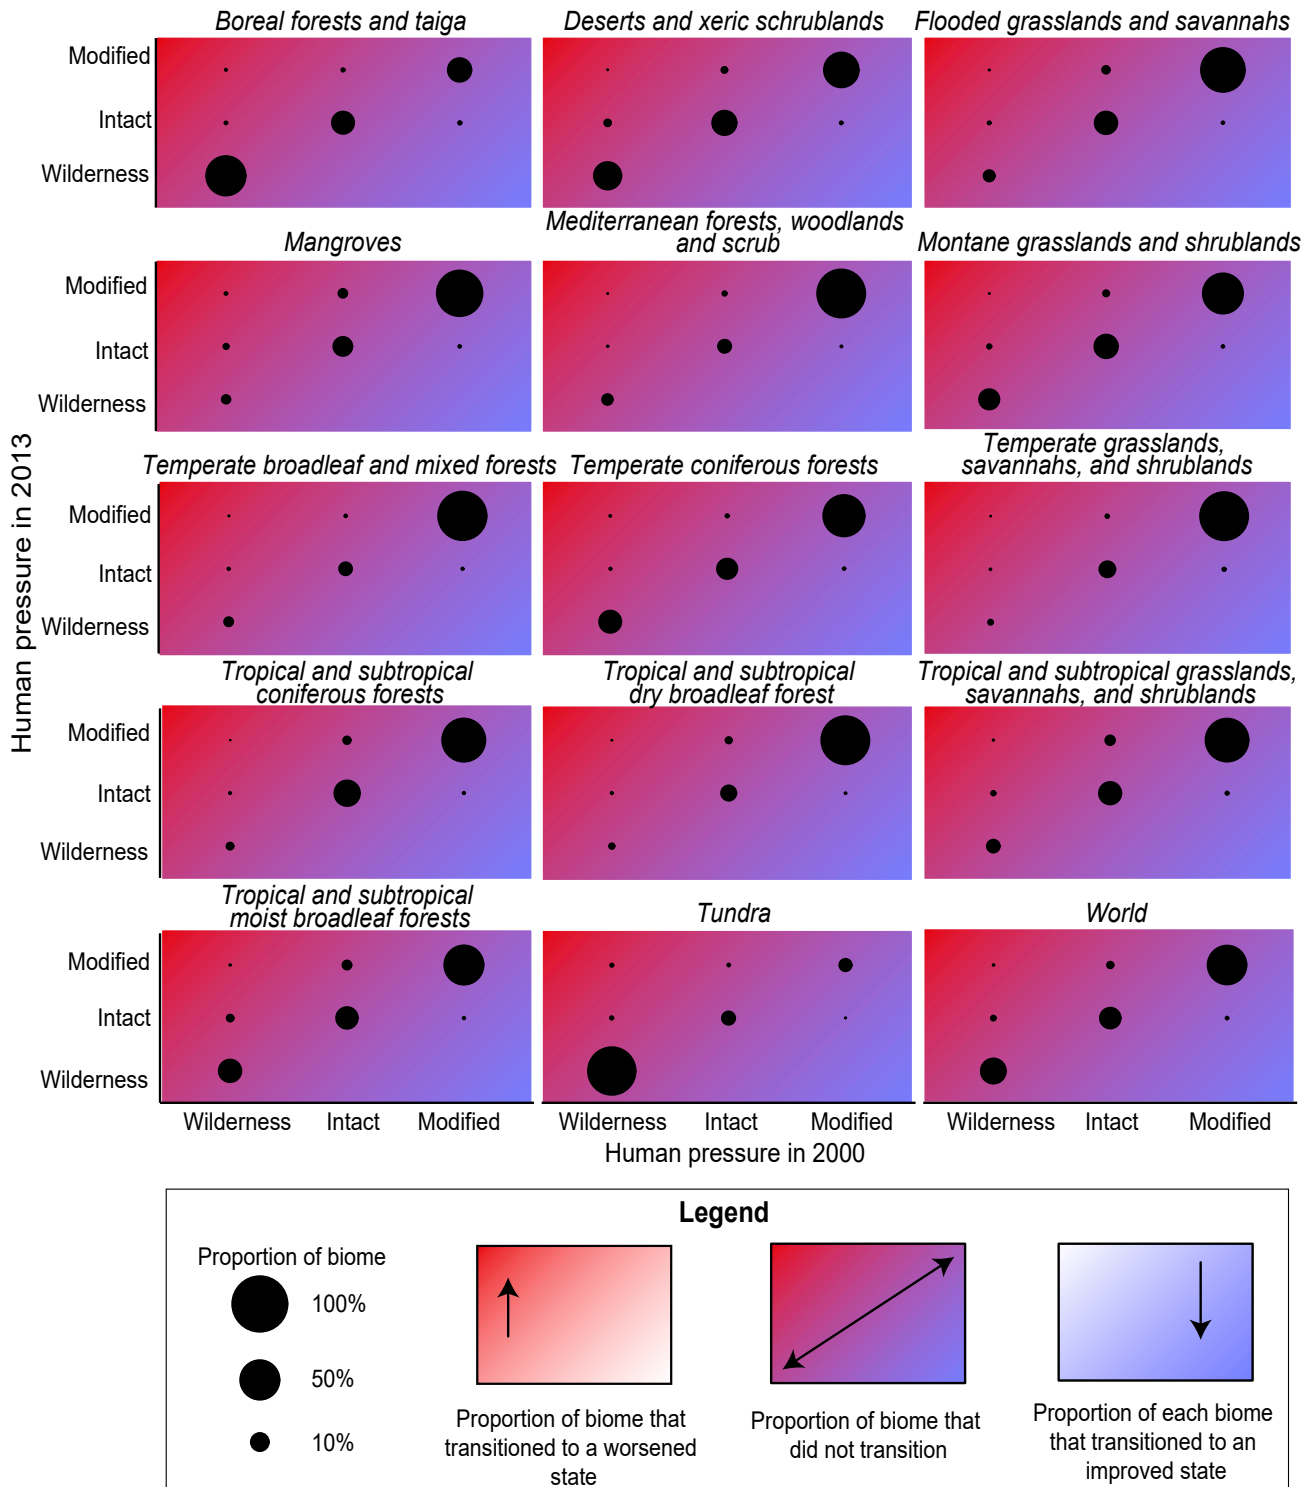 Boreal forests and taiga
Deserts and xeric schrublands
Flooded grasslands and savannahs
Modified
Intact
Wilderness
Mangroves
Mediterranean forests, woodlands
and scrub
Montane grasslands and shrublands
Modified
Intact
Wilderness
Human pressure in 2013
Temperate broadleaf and mixed forests
Temperate coniferous forests
Temperate grasslands,
savannahs, and shrublands
Modified
Intact
Wilderness
Tropical and subtropical
coniferous forests
Tropical and subtropical
dry broadleaf forest
Tropical and subtropical grasslands,
savannahs, and shrublands
Modified
Intact
Wilderness
Tropical and subtropical
moist broadleaf forests
Tundra
World
Modified
Intact
Wilderness
Wilderness Intact Modified
Wilderness Intact Modified
Wilderness Intact Modified
Human pressure in 2000
Legend
Proportion of biome
100%
50%
10%
Proportion of biome that
transitioned to a worsened
state
Proportion of biome that
did not transition
Proportion of each biome
that transitioned to an
improved state